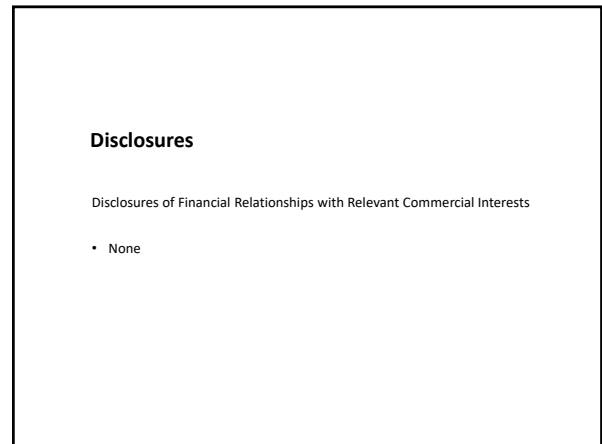 Disclosures
Disclosures of Financial Relationships with Relevant Commercial Interests
• None